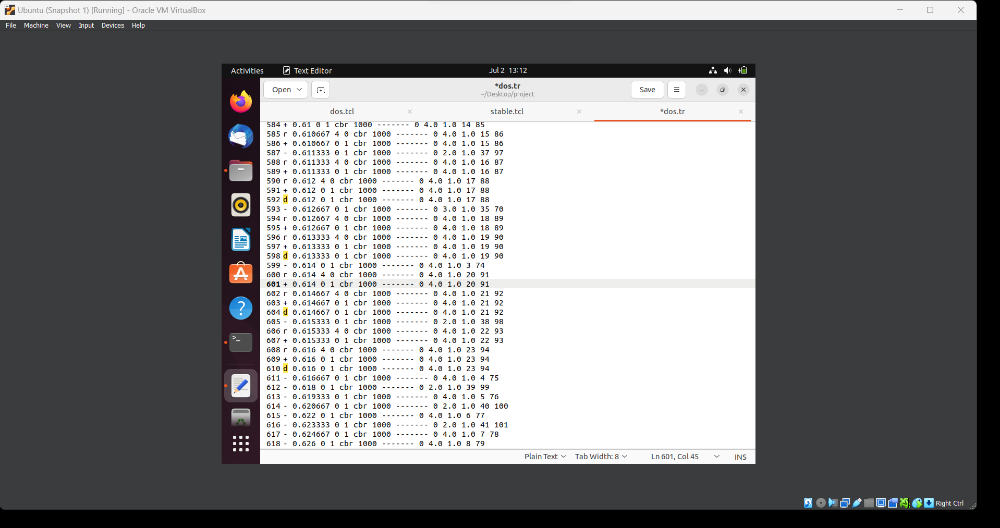 Ubuntu (Snapshot 1) [Running] - Oracle VM VirtualBox
File Machine View Input Devices Help
Activities Text Editor Jul 2 13:12
Open *dos.tr Save
~/Desktop/project
dos.tcl stable.tcl *dos.tr
584 + 0.61 0 1 cbr 1000 ------- 0 4.0 1.0 14 85
585 r 0.610667 4 0 cbr 1000 ------- 0 4.0 1.0 15 86
586 + 0.610667 0 1 cbr 1000 ------- 0 4.0 1.0 15 86
587 - 0.611333 0 1 cbr 1000 ------- 0 2.0 1.0 37 97
588 r 0.611333 4 0 cbr 1000 ------- 0 4.0 1.0 16 87
589 + 0.611333 0 1 cbr 1000 ------- 0 4.0 1.0 16 87
590 r 0.612 4 0 cbr 1000 ------- 0 4.0 1.0 17 88
591 + 0.612 0 1 cbr 1000 ------- 0 4.0 1.0 17 88
592 d 0.612 0 1 cbr 1000 ------- 0 4.0 1.0 17 88
593 - 0.612667 0 1 cbr 1000 ------- 0 3.0 1.0 35 70
594 r 0.612667 4 0 cbr 1000 ------- 0 4.0 1.0 18 89
595 + 0.612667 0 1 cbr 1000 ------- 0 4.0 1.0 18 89
596 r 0.613333 4 0 cbr 1000 ------- 0 4.0 1.0 19 90
597 + 0.613333 0 1 cbr 1000 ------- 0 4.0 1.0 19 90
598 d 0.613333 0 1 cbr 1000 ------- 0 4.0 1.0 19 90
599 - 0.614 0 1 cbr 1000 ------- 0 4.0 1.0 3 74
600 r 0.614 4 0 cbr 1000 ------- 0 4.0 1.0 20 91
601 + 0.614 0 1 cbr 1000 ------- 0 4.0 1.0 20 91
602 r 0.614667 4 0 cbr 1000 ------- 0 4.0 1.0 21 92
603 + 0.614667 0 1 cbr 1000 ------- 0 4.0 1.0 21 92
604 d 0.614667 0 1 cbr 1000 ------- 0 4.0 1.0 21 92
605 - 0.615333 0 1 cbr 1000 ------- 0 2.0 1.0 38 98
606 r 0.615333 4 0 cbr 1000 ------- 0 4.0 1.0 22 93
607 + 0.615333 0 1 cbr 1000 ------- 0 4.0 1.0 22 93
608 r 0.616 4 0 cbr 1000 ------- 0 4.0 1.0 23 94
609 + 0.616 0 1 cbr 1000 ------- 0 4.0 1.0 23 94
610 d 0.616 0 1 cbr 1000 ------- 0 4.0 1.0 23 94
611 - 0.616667 0 1 cbr 1000 ------- 0 4.0 1.0 4 75
612 - 0.618 0 1 cbr 1000 ------- 0 2.0 1.0 39 99
613 - 0.619333 0 1 cbr 1000 ------- 0 4.0 1.0 5 76
614 - 0.620667 0 1 cbr 1000 ------- 0 2.0 1.0 40 100
615 - 0.622 0 1 cbr 1000 ------- 0 4.0 1.0 6 77
616 - 0.623333 0 1 cbr 1000 ------- 0 2.0 1.0 41 101
617 - 0.624667 0 1 cbr 1000 ------- 0 4.0 1.0 7 78
618 - 0.626 0 1 cbr 1000 ------- 0 4.0 1.0 8 79
Plain Text Tab Width: 8 Ln 601, Col 45 INS
Right Ctrl